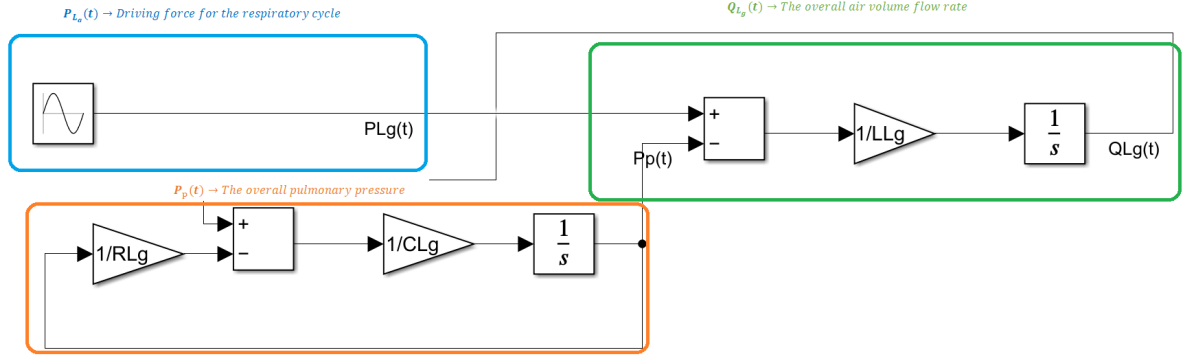 P_{L_g}(t) → Driving force for the respiratory cycle
Q_{L_g}(t) → The overall air volume flow rate
PLg(t)
+
−
Pp(t)
1/LLg
1
s
QLg(t)
P_p(t) → The overall pulmonary pressure
1/RLg
+
−
1/CLg
1
s